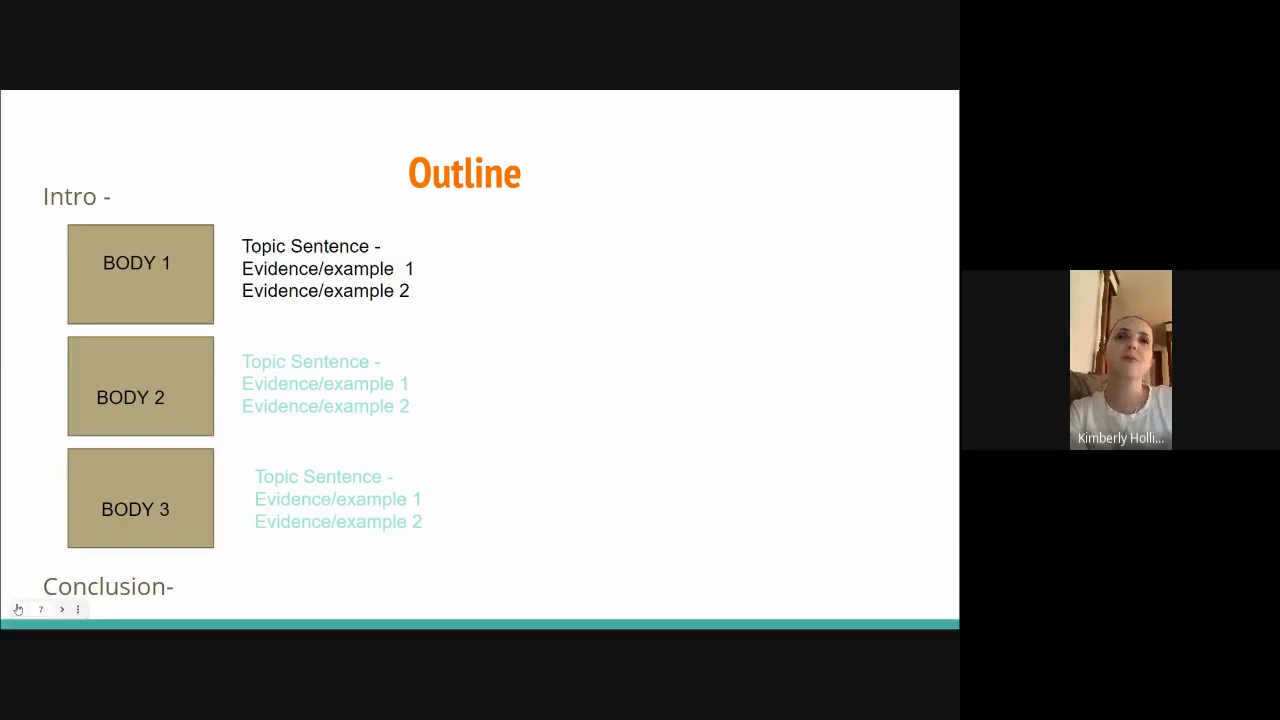 Outline
Intro -
BODY 1
Topic Sentence -
Evidence/example  1
Evidence/example 2
BODY 2
Topic Sentence -
Evidence/example 1
Evidence/example 2
BODY 3
Topic Sentence -
Evidence/example 1
Evidence/example 2
Conclusion-
7
Kimberly Holli...